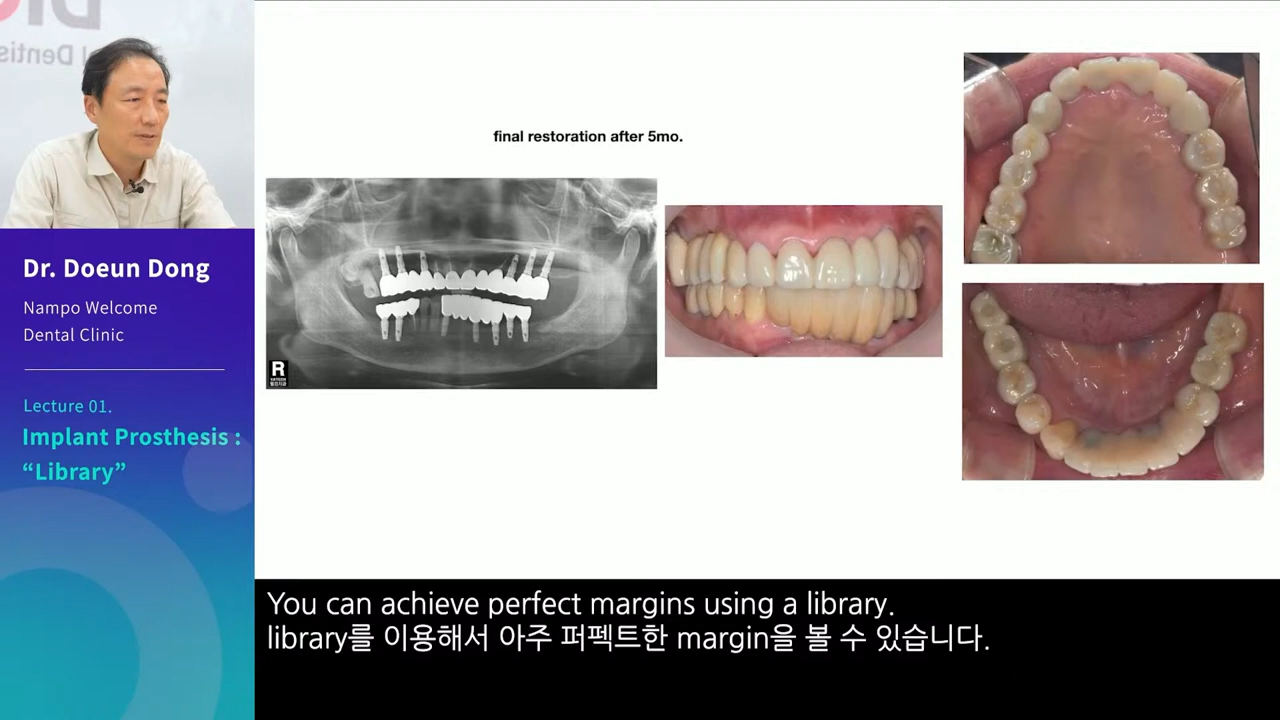 Dr. Doeun Dong
Nampo Welcome
Dental Clinic
Lecture 01.
Implant Prosthesis :
“Library”
final restoration after 5mo.
R
You can achieve perfect margins using a library.
library를 이용해서 아주 퍼펙트한 margin을 볼 수 있습니다.